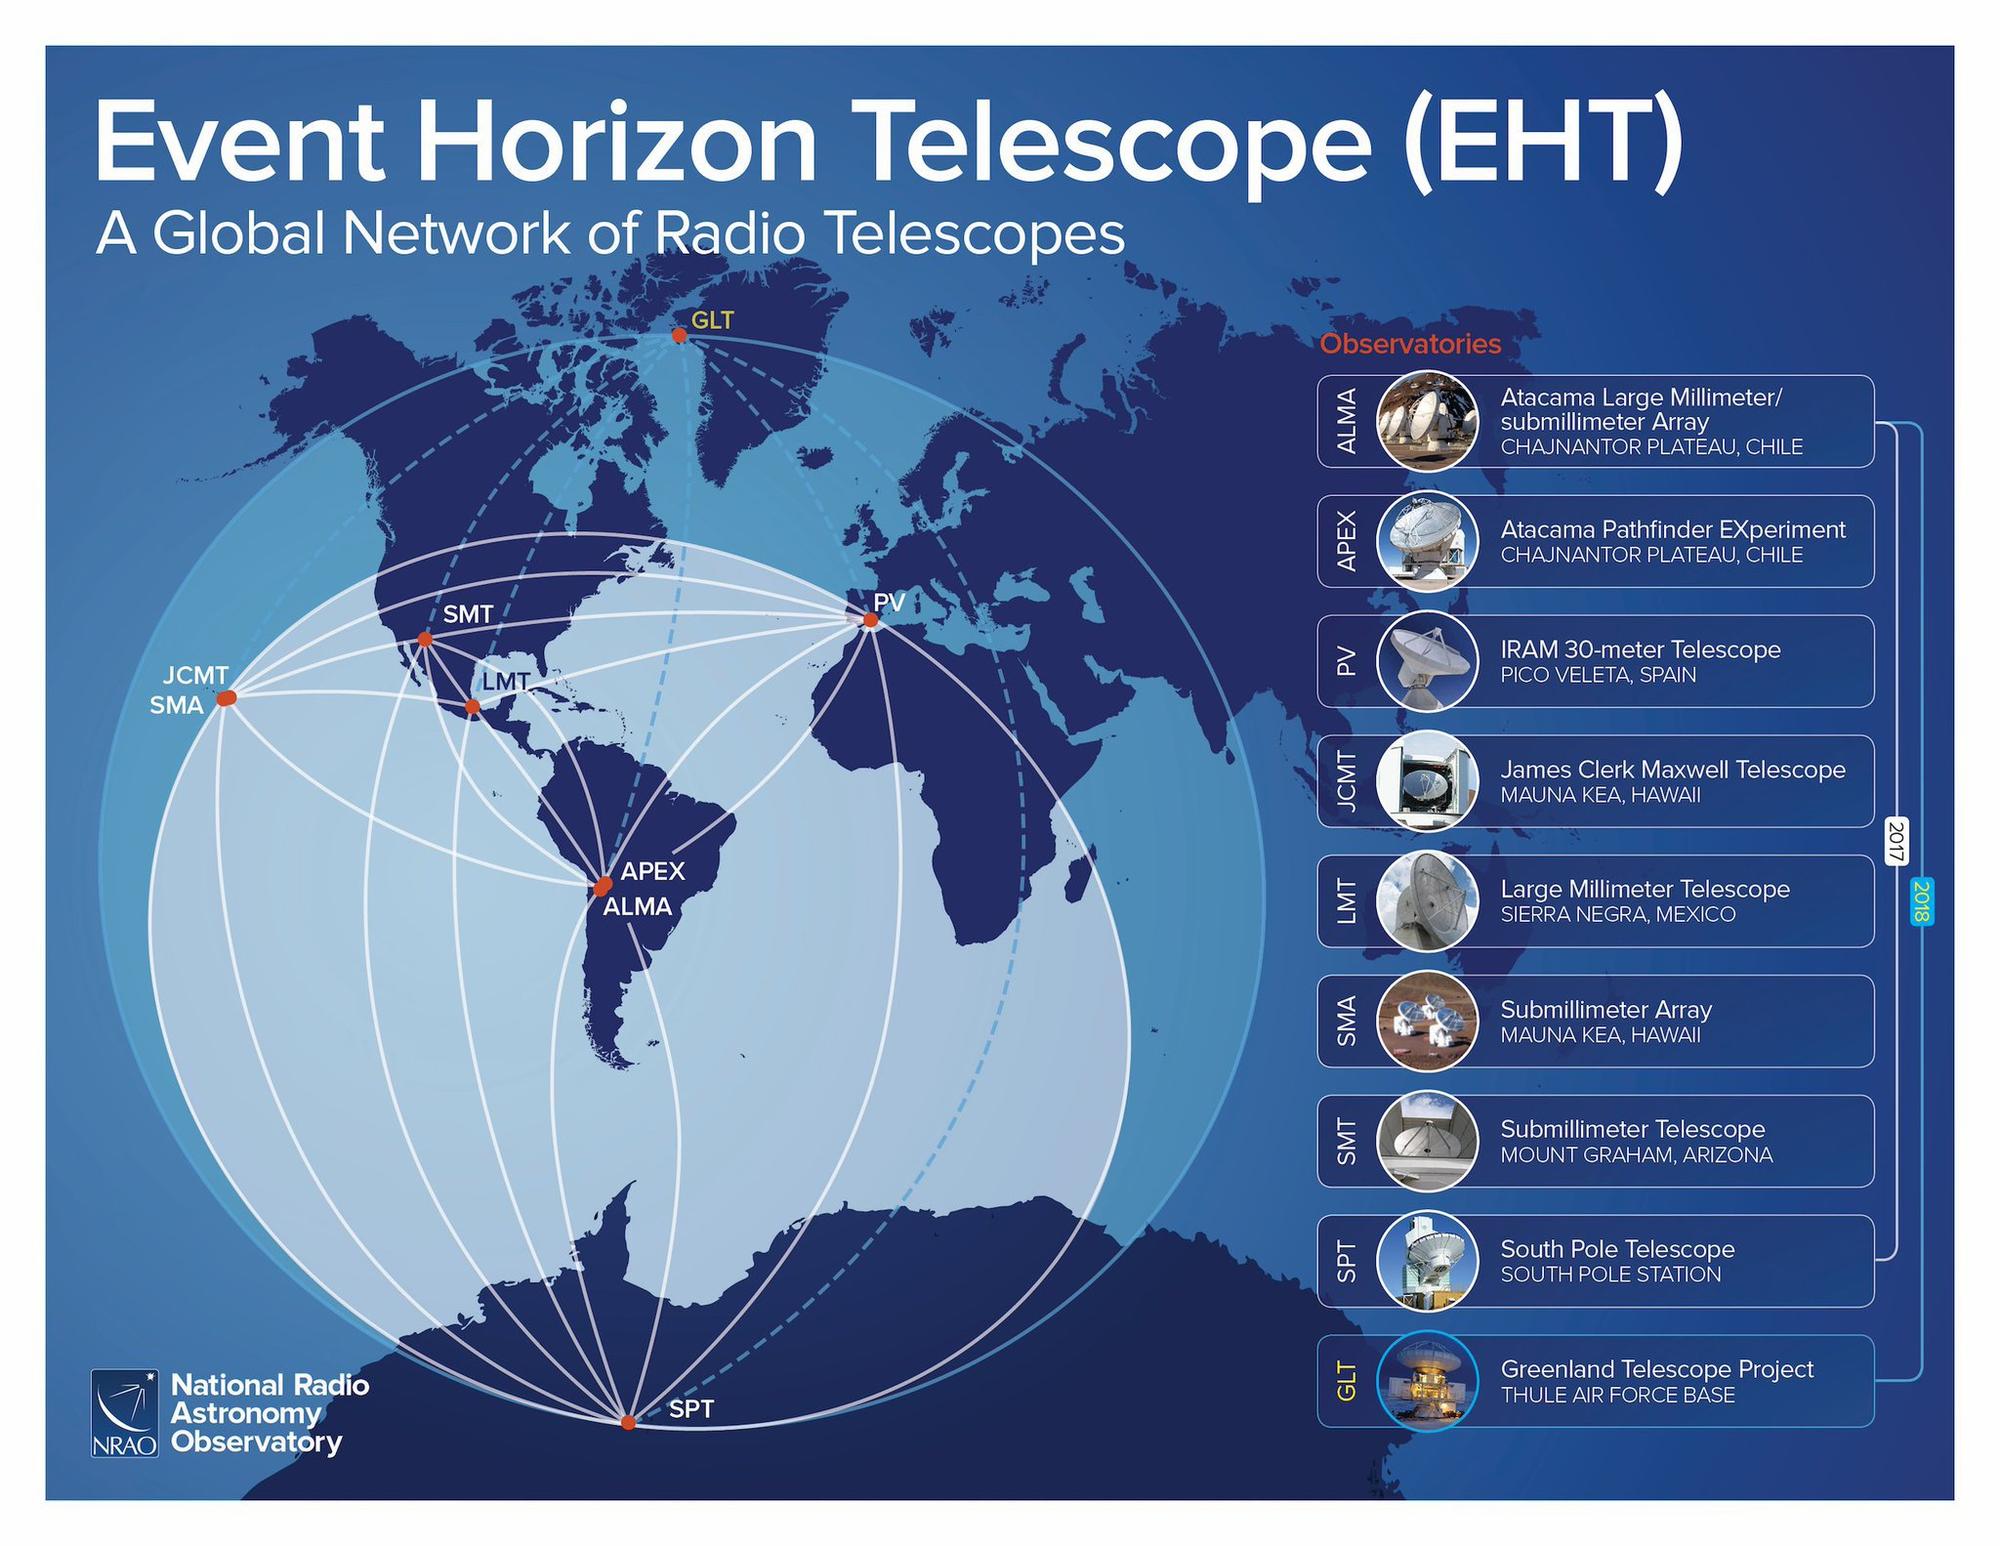 Event Horizon Telescope (EHT)
A Global Network of Radio Telescopes
GLT
SMT
PV
JCMT
SMA
LMT
APEX
ALMA
SPT
Observatories
ALMA
Atacama Large Millimeter/
submillimeter Array
CHAJNANTOR PLATEAU, CHILE
APEX
Atacama Pathfinder EXperiment
CHAJNANTOR PLATEAU, CHILE
PV
IRAM 30-meter Telescope
PICO VELETA, SPAIN
JCMT
James Clerk Maxwell Telescope
MAUNA KEA, HAWAII
LMT
Large Millimeter Telescope
SIERRA NEGRA, MEXICO
SMA
Submillimeter Array
MAUNA KEA, HAWAII
SMT
Submillimeter Telescope
MOUNT GRAHAM, ARIZONA
SPT
South Pole Telescope
SOUTH POLE STATION
GLT
Greenland Telescope Project
THULE AIR FORCE BASE
2017
2018
NRAO
National Radio
Astronomy
Observatory